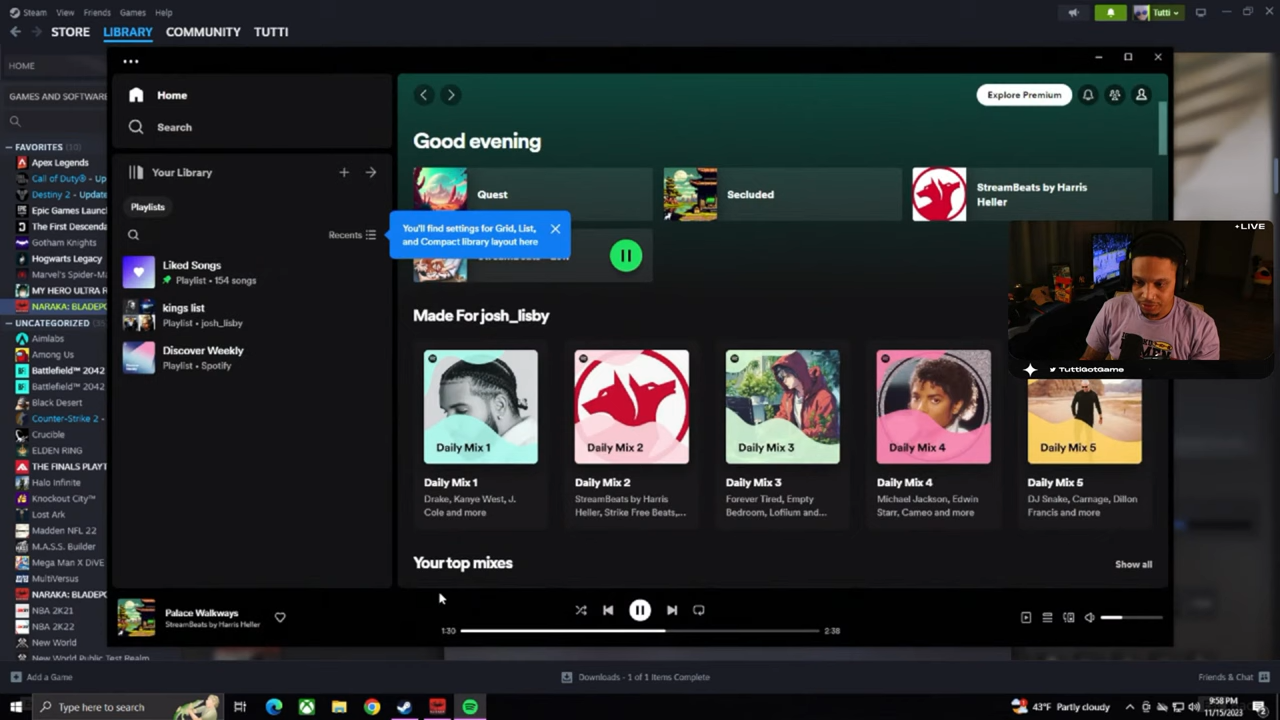 Steam View Friends Games Help
Tutti
STORE LIBRARY COMMUNITY TUTTI
HOME
GAMES AND SOFTWARE
FAVORITES
Apex Legends
Call of Duty® - Up
Destiny 2 - Update
Epic Games Launc
The First Descenda
Gotham Knights
Hogwarts Legacy
Marvel's Spider-M
MY HERO ULTRA R
NARAKA: BLADEPO
UNCATEGORIZED
Aimlabs
Among Us
Battlefield™ 2042
Battlefield™ 2042
Black Desert
Counter-Strike 2 -
Crucible
ELDEN RING
THE FINALS PLAYT
Halo Infinite
Knockout City™
Lost Ark
Madden NFL 22
M.A.S.S. Builder
Mega Man X DiVE
MultiVersus
NARAKA: BLADEPO
NBA 2K21
NBA 2K22
New World
New World Public Test Realm
Home
Search
Your Library
Playlists
Recents
Liked Songs
Playlist • 154 songs
kings list
Playlist • josh_lisby
Discover Weekly
Playlist • Spotify
You'll find settings for Grid, List,
and Compact library layout here
Explore Premium
Good evening
Quest
Secluded
StreamBeats by Harris
Heller
Made For josh_lisby
Daily Mix 1
Daily Mix 2
Daily Mix 3
Daily Mix 4
Daily Mix 5
Daily Mix 1
Drake, Kanye West, J.
Cole and more
Daily Mix 2
StreamBeats by Harris
Heller, Strike Free Beats,...
Daily Mix 3
Forever Tired, Empty
Bedroom, Lofiium and...
Daily Mix 4
Michael Jackson, Edwin
Starr, Cameo and more
Daily Mix 5
DJ Snake, Carnage, Dillon
Francis and more
Your top mixes
Show all
+LIVE
TuttiGotGame
Palace Walkways
StreamBeats by Harris Heller
1:30
2:38
Add a Game
Downloads - 1 of 1 Items Complete
Friends & Chat
Type here to search
43°F Partly cloudy
9:58 PM
11/15/2023